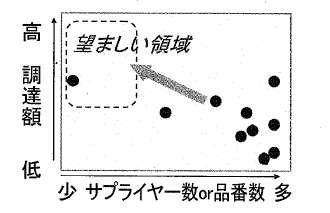 高
望ましい領域
調達額
低
少 サプライヤー数or品番数 多